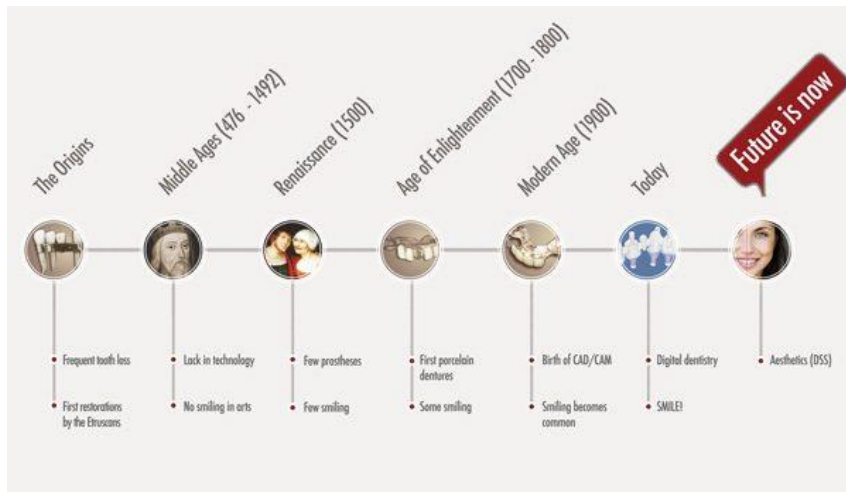 The Origins
Middle Ages (476 - 1492)
Renaissance (1500)
Age of Enlightenment (1700 - 1800)
Modern Age (1900)
Today
Future is now
Frequent tooth loss
First restorations
by the Etruscans
Lack in technology
No smiling in arts
Few prostheses
Few smiling
First porcelain
dentures
Some smiling
Birth of CAD/CAM
Smiling becomes
common
Digital dentistry
SMILE!
Aesthetics (DSS)